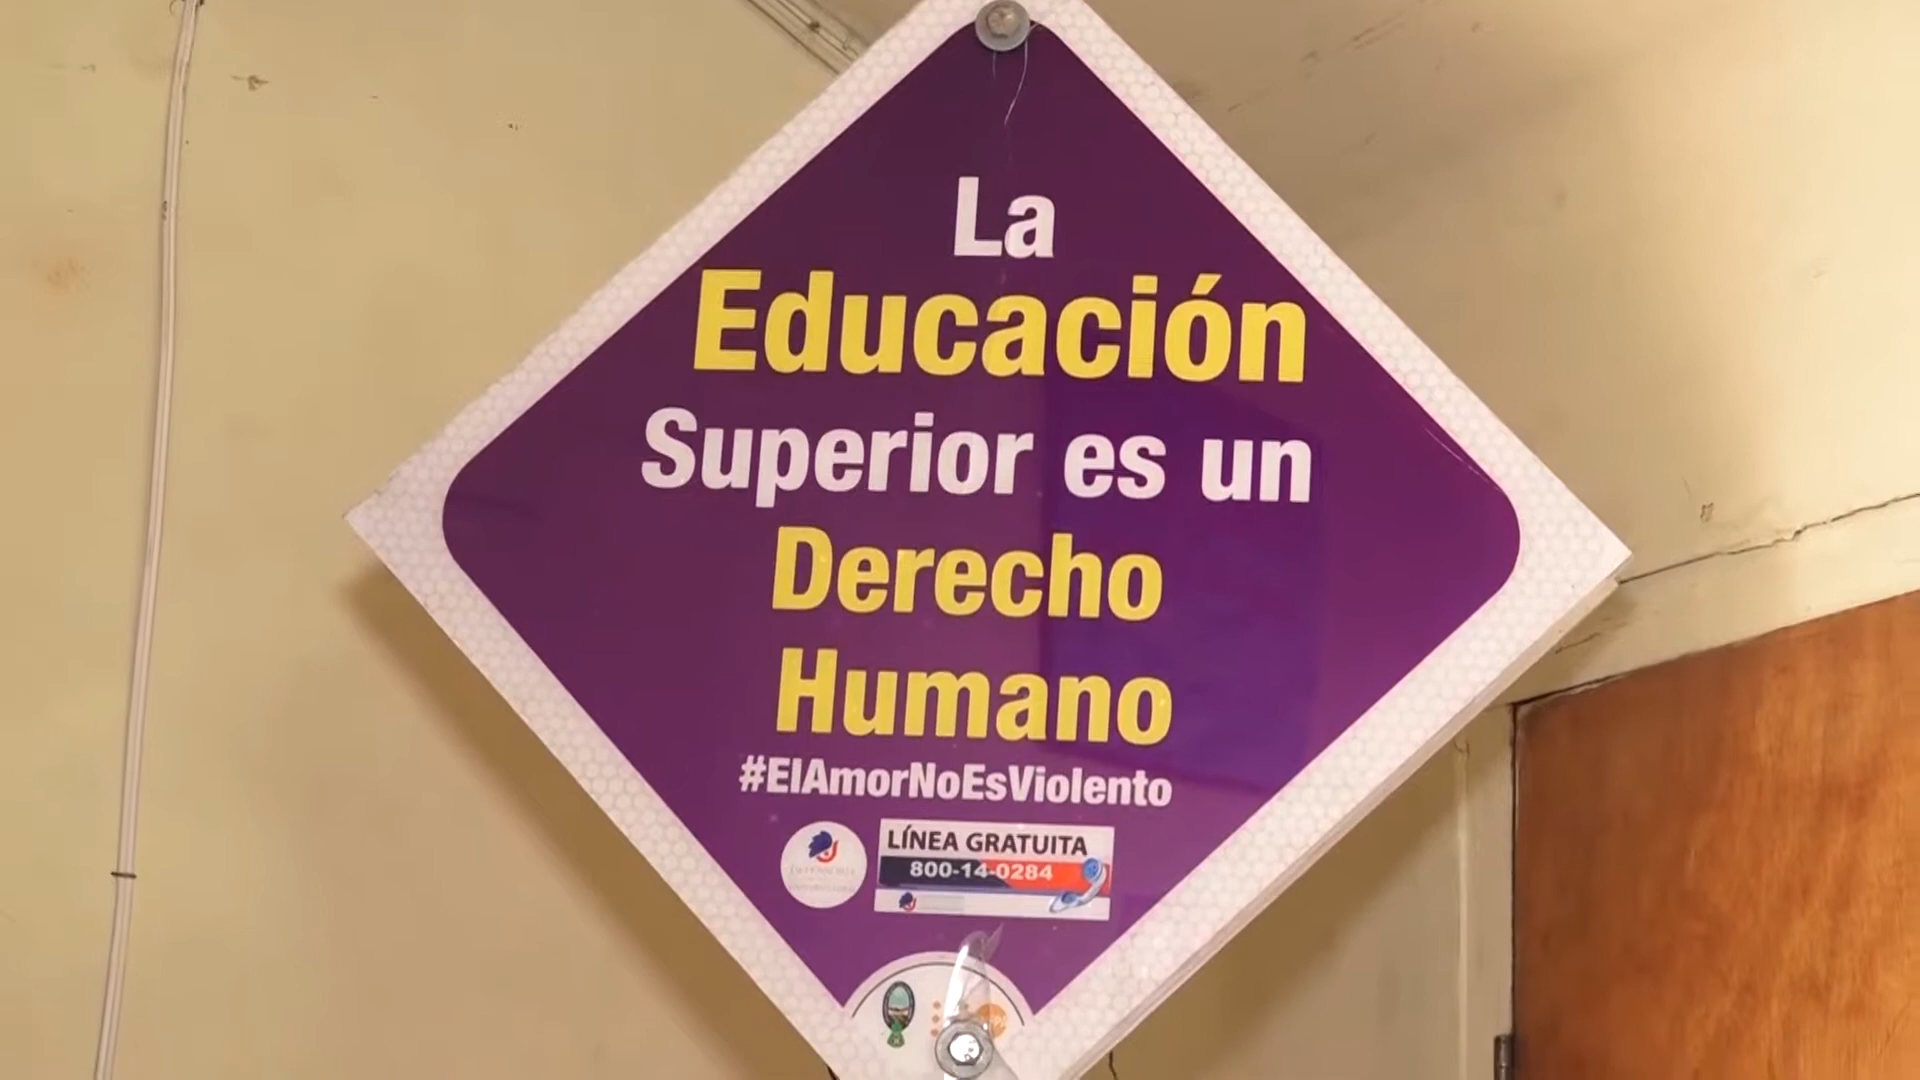 La
Educación
Superior es un
Derecho
Humano
#ElAmorNoEsViolento
LÍNEA GRATUITA
800-14-0284